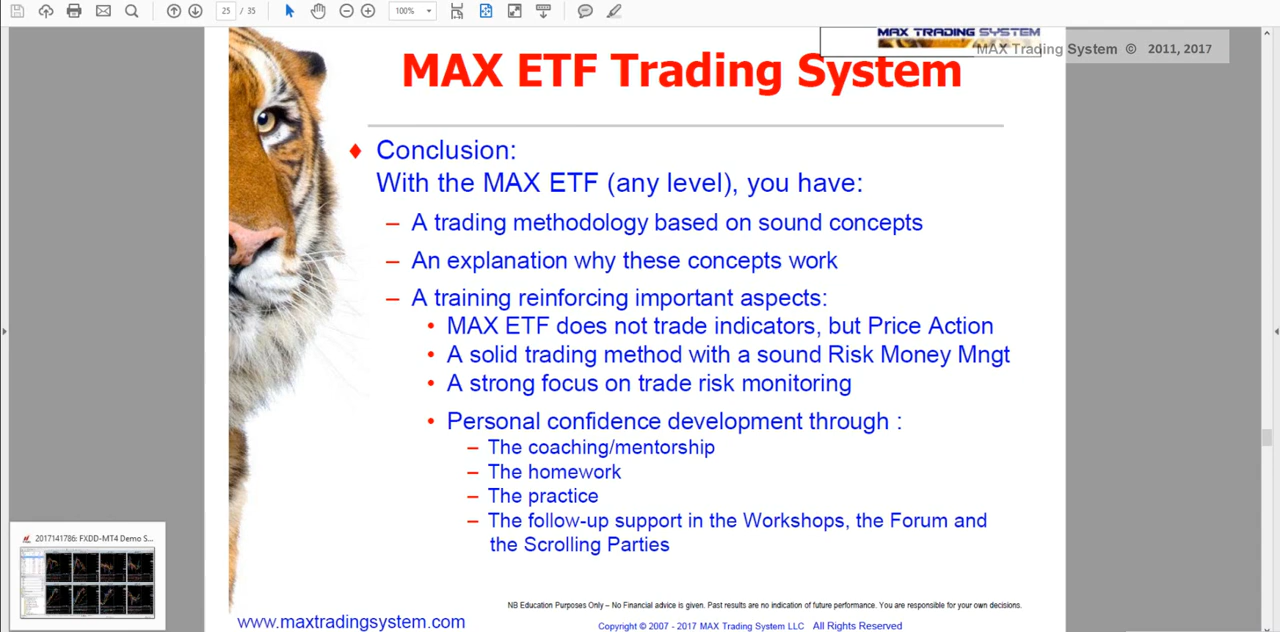 25 / 35
100%
MAX TRADING SYSTEM
MAX Trading System © 2011, 2017
MAX ETF Trading System
Conclusion:
With the MAX ETF (any level), you have:
– A trading methodology based on sound concepts
– An explanation why these concepts work
– A training reinforcing important aspects:
• MAX ETF does not trade indicators, but Price Action
• A solid trading method with a sound Risk Money Mngt
• A strong focus on trade risk monitoring
• Personal confidence development through :
– The coaching/mentorship
– The homework
– The practice
– The follow-up support in the Workshops, the Forum and
the Scrolling Parties
2017141786: FXDD-MT4 Demo S...
NB Education Purposes Only – No Financial advice is given. Past results are no indication of future performance. You are responsible for your own decisions.
www.maxtradingsystem.com
Copyright © 2007 - 2017 MAX Trading System LLC All Rights Reserved